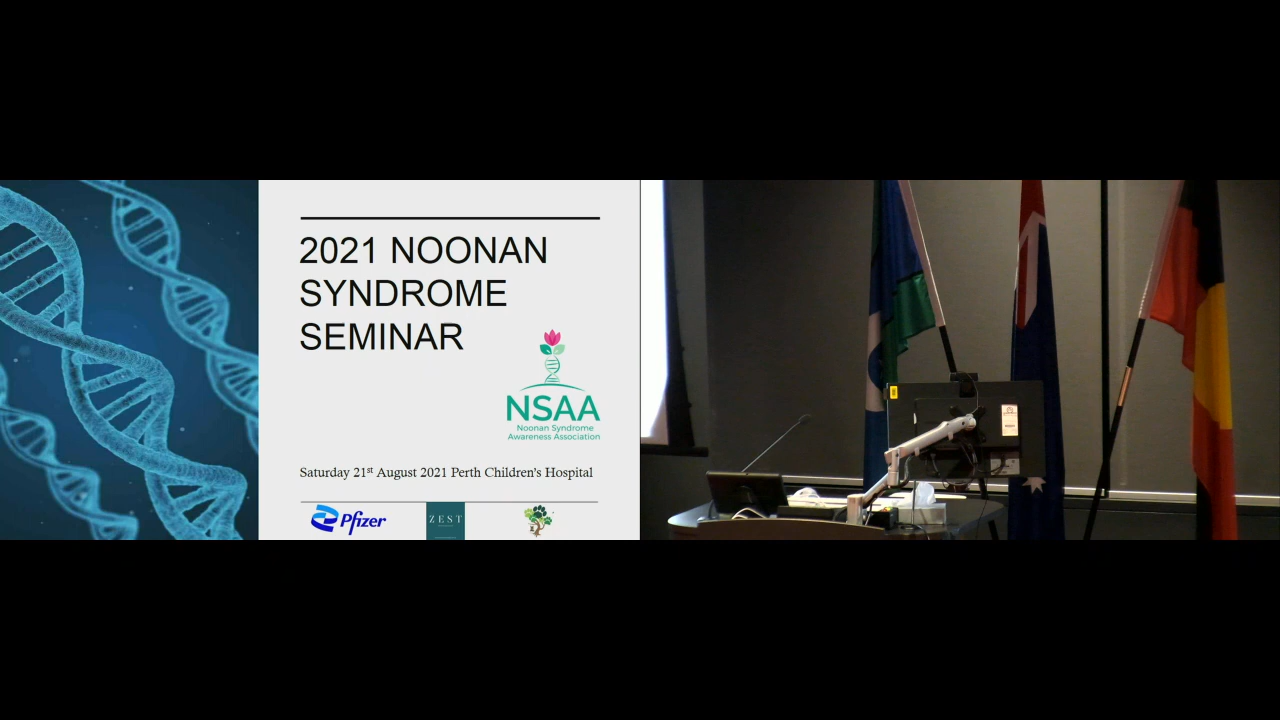 2021 NOONAN
SYNDROME
SEMINAR
NSAA
Noonan Syndrome
Awareness Association
Saturday 21st August 2021 Perth Children's Hospital
Pfizer
ZEST